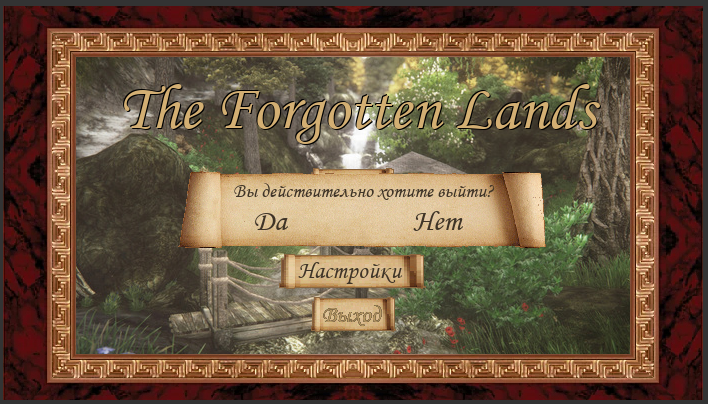 The Forgotten Lands
Вы действительно хотите выйти?
Да Нет
Настройки
Выход